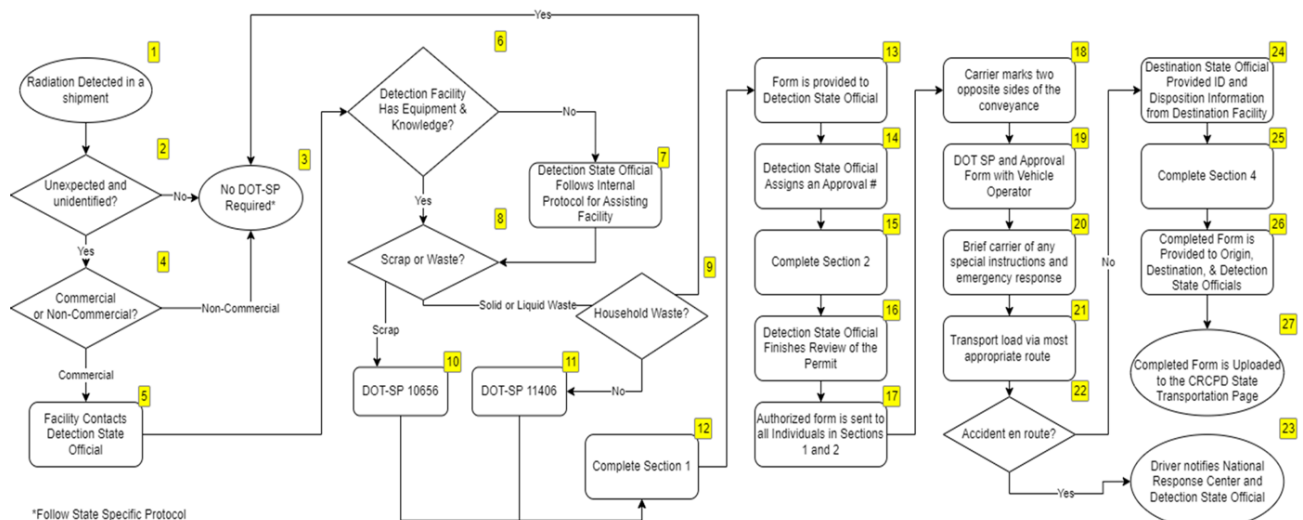 1
Radiation Detected in a
shipment
2
Unexpected and
unidentified?
No
3
No DOT-SP
Required*
Yes
4
Commercial
or Non-Commercial?
Non-Commercial
Commercial
5
Facility Contacts
Detection State
Official
*Follow State Specific Protocol
Yes
6
Detection Facility
Has Equipment &
Knowledge?
No
7
Detection State Official
Follows Internal
Protocol for Assisting
Facility
Yes
8
Scrap or Waste?
Solid or Liquid Waste
9
Household Waste?
Scrap
10
DOT-SP 10656
11
DOT-SP 11406
No
12
Complete Section 1
13
Form is provided to
Detection State Official
14
Detection State Official
Assigns an Approval #
15
Complete Section 2
16
Detection State Official
Finishes Review of the
Permit
17
Authorized form is sent to
all Individuals in Sections
1 and 2
18
Carrier marks two
opposite sides of the
conveyance
19
DOT SP and Approval
Form with Vehicle
Operator
20
Brief carrier of any
special instructions and
emergency response
21
Transport load via most
appropriate route
22
Accident en route?
No
Yes
23
Driver notifies National
Response Center and
Detection State Official
24
Destination State Official
Provided ID and
Disposition Information
from Destination Facility
25
Complete Section 4
26
Completed Form is
Provided to Origin,
Destination, & Detection
State Officials
27
Completed Form is Uploaded
to the CRCPD State
Transportation Page